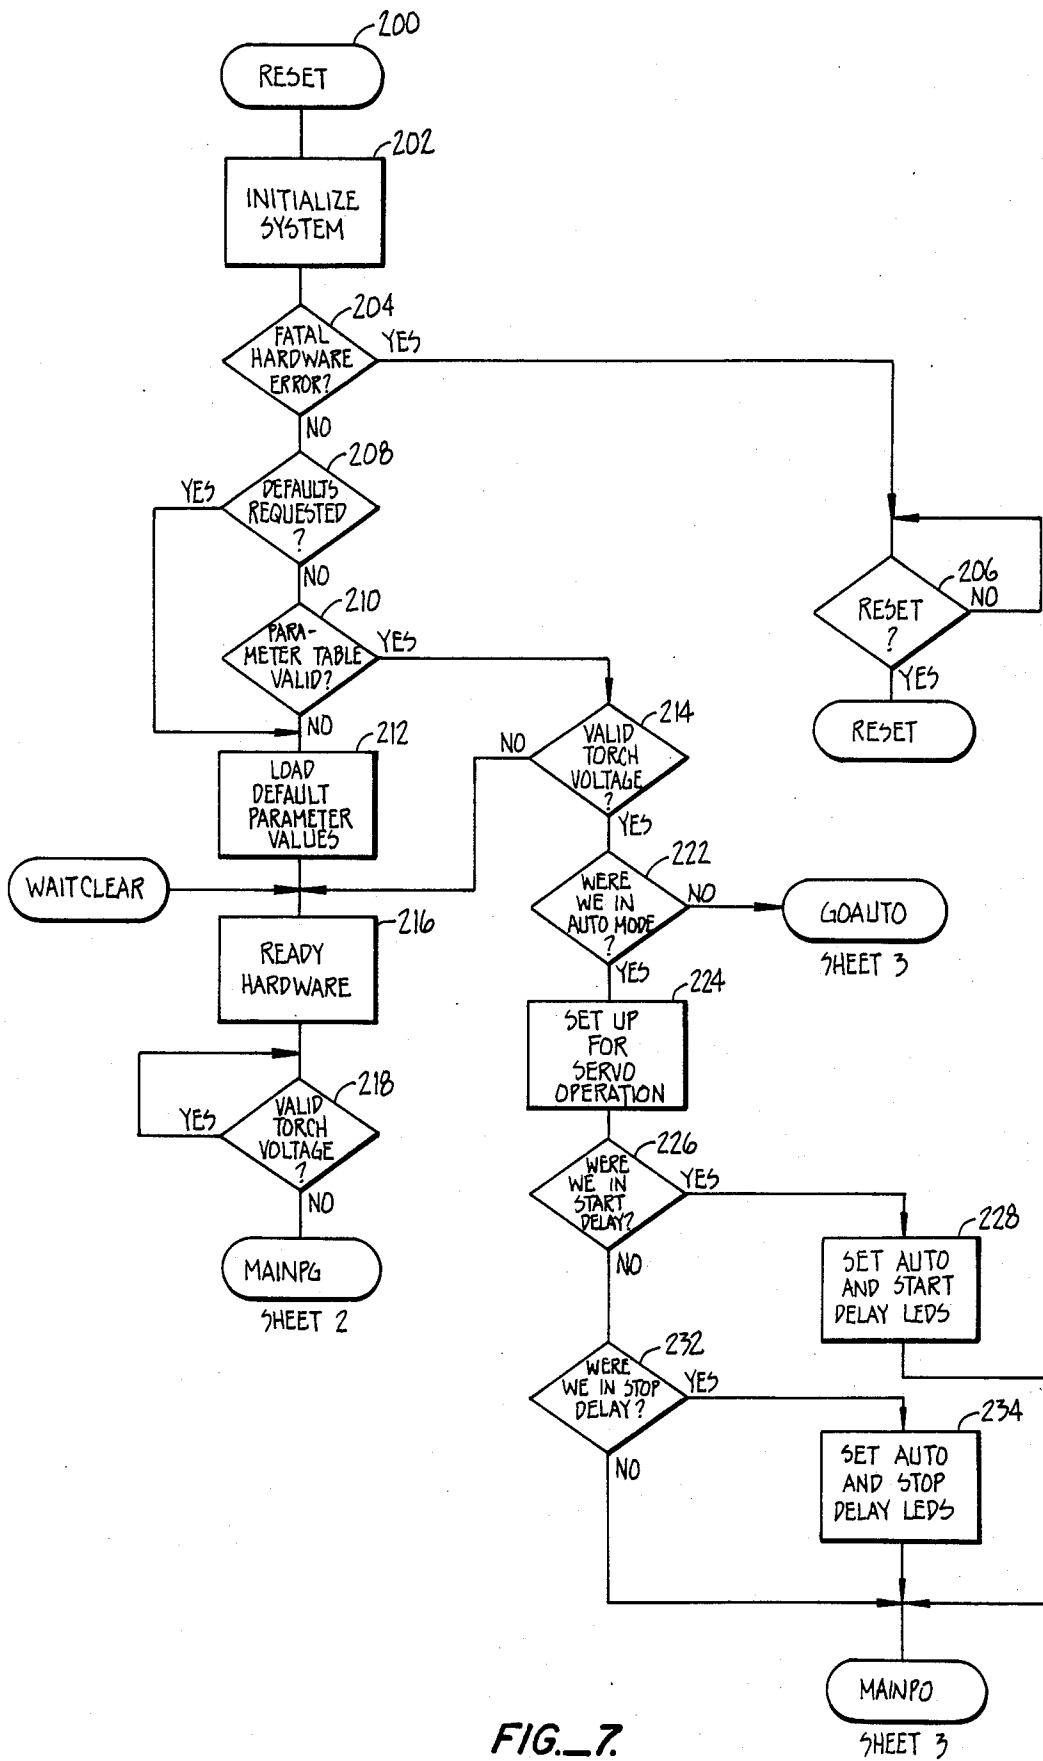 200
RESET
202
INITIALIZE
SYSTEM
204
FATAL
HARDWARE
ERROR?
YES
NO
208
YES
DEFAULTS
REQUESTED
?
NO
206
RESET
?
NO
YES
RESET
210
PARA-
METER TABLE
VALID?
YES
NO
212
LOAD
DEFAULT
PARAMETER
VALUES
214
NO
VALID
TORCH
VOLTAGE
?
YES
WAITCLEAR
222
WERE
WE IN
AUTO MODE
?
NO
YES
GOAUTO
SHEET 3
216
READY
HARDWARE
224
SET UP
FOR
SERVO
OPERATION
218
YES
VALID
TORCH
VOLTAGE
?
NO
MAINPG
SHEET 2
226
WERE
WE IN
START
DELAY?
YES
NO
228
SET AUTO
AND START
DELAY LEDS
232
WERE
WE IN STOP
DELAY?
YES
NO
234
SET AUTO
AND STOP
DELAY LEDS
MAINPO
SHEET 3
FIG._7.